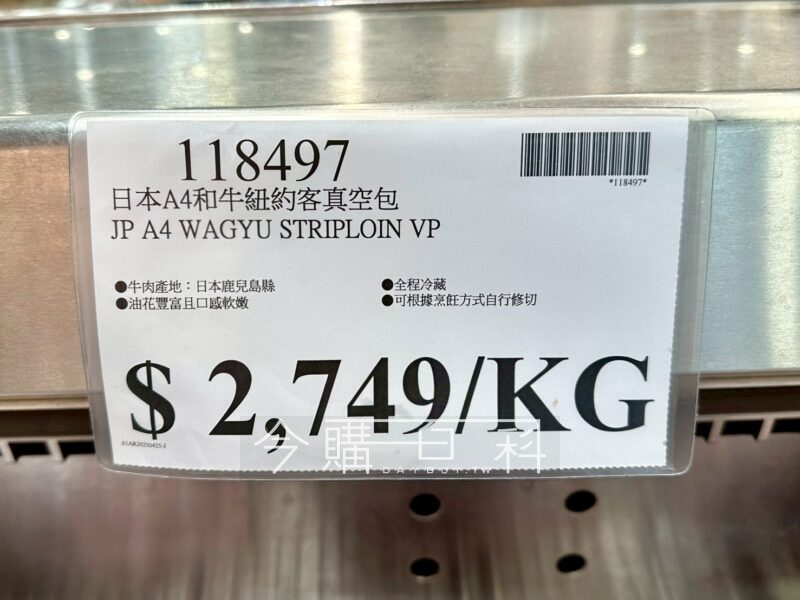 118497
*118497*
日本A4和牛紐約客真空包
JP A4 WAGYU STRIPLOIN VP
●牛肉產地：日本鹿兒島縣
●全程冷藏
●油花豐富且口感軟嫩
●可根據烹飪方式自行修切
$ 2,749/KG
今購百科
DAYBUY.TW